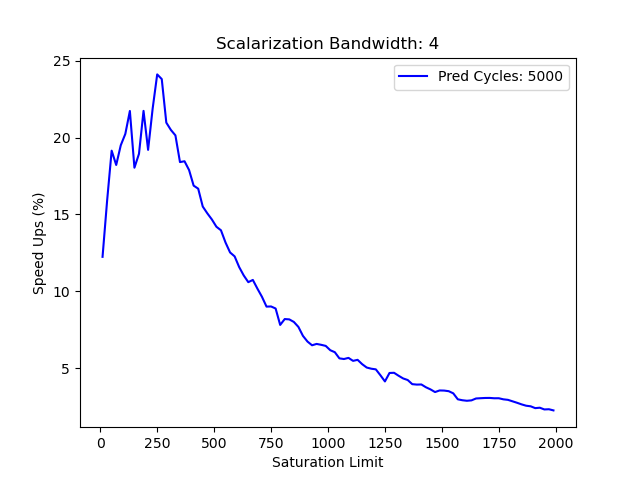 Scalarization Bandwidth: 4
Pred Cycles: 5000
25
20
15
10
5
Speed Ups (%)
0 250 500 750 1000 1250 1500 1750 2000
Saturation Limit